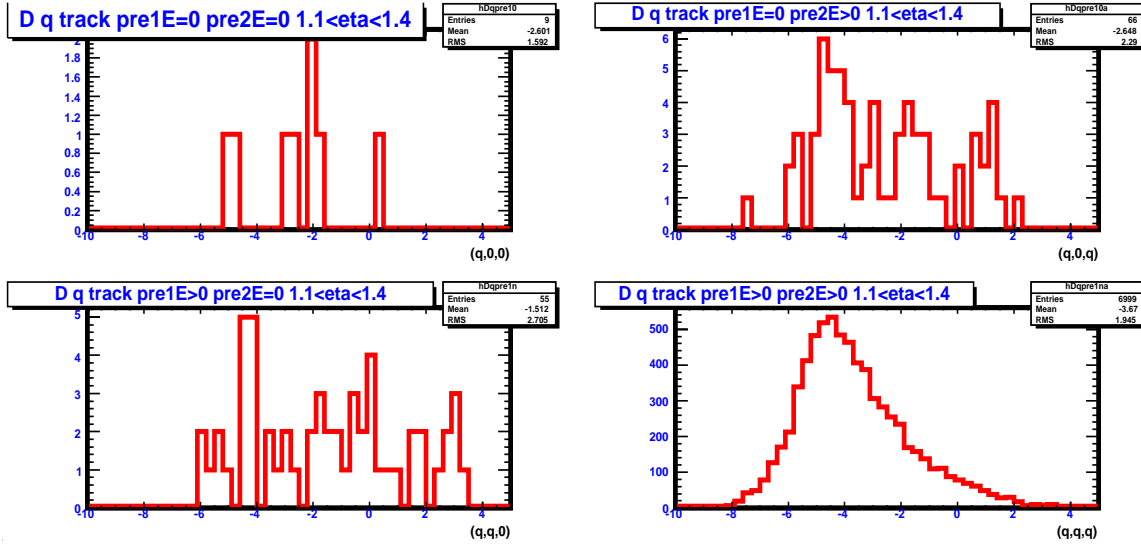 D q track pre1E=0 pre2E=0 1.1<eta<1.4
hDqpre10
Entries 9
Mean -2.601
RMS 1.592
2
1.8
1.6
1.4
1.2
1
0.8
0.6
0.4
0.2
0
-10 -8 -6 -4 -2 0 2 4
(q,0,0)
D q track pre1E=0 pre2E>0 1.1<eta<1.4
hDqpre10a
Entries 66
Mean -2.648
RMS 2.29
6
5
4
3
2
1
0
-10 -8 -6 -4 -2 0 2 4
(q,0,q)
D q track pre1E>0 pre2E=0 1.1<eta<1.4
hDqpre1n
Entries 55
Mean -1.512
RMS 2.705
5
4
3
2
1
0
-10 -8 -6 -4 -2 0 2 4
(q,q,0)
D q track pre1E>0 pre2E>0 1.1<eta<1.4
hDqpre1na
Entries 6999
Mean -3.67
RMS 1.945
500
400
300
200
100
0
-10 -8 -6 -4 -2 0 2 4
(q,q,q)